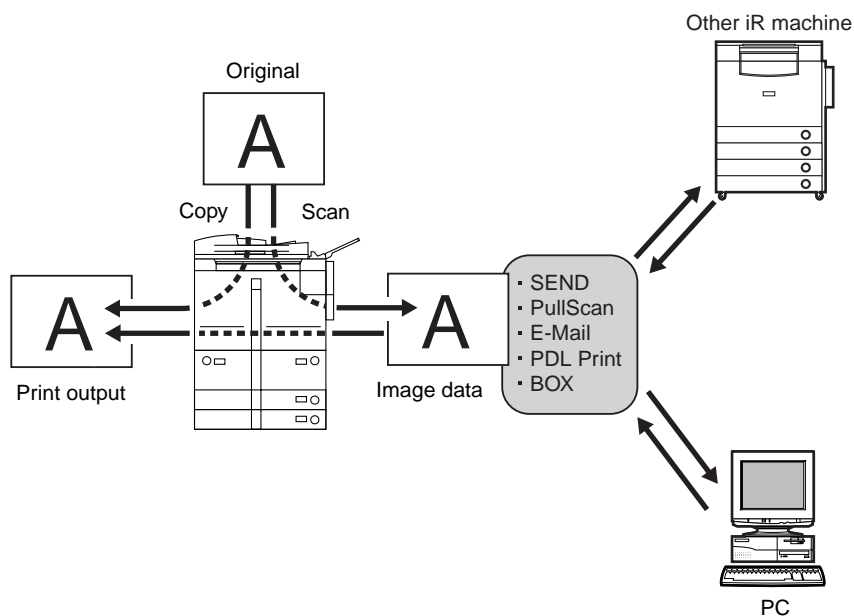 Other iR machine
Original
A
Copy
Scan
A
Print output
A
Image data
· SEND
· PullScan
· E-Mail
· PDL Print
· BOX
PC